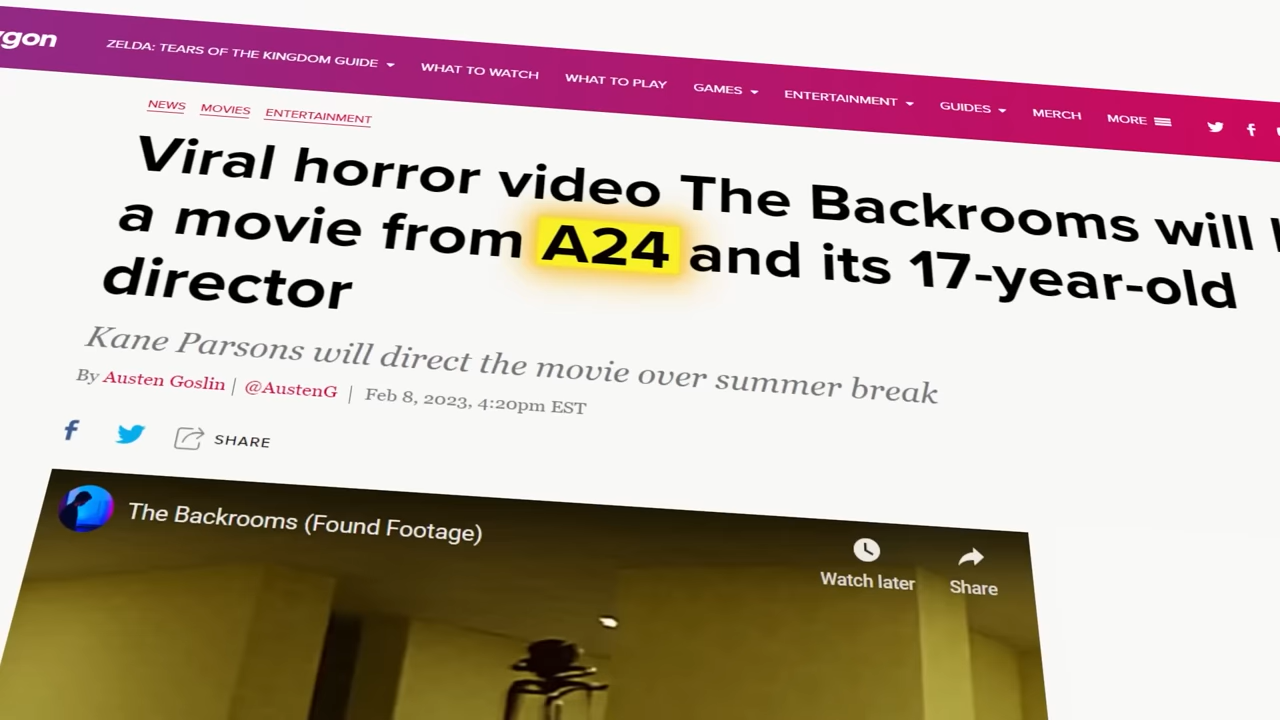 ygon
ZELDA: TEARS OF THE KINGDOM GUIDE WHAT TO WATCH WHAT TO PLAY GAMES ENTERTAINMENT GUIDES MERCH MORE
NEWS MOVIES ENTERTAINMENT
Viral horror video The Backrooms will
a movie from A24 and its 17-year-old
director
Kane Parsons will direct the movie over summer break
By Austen Goslin | @AustenG | Feb 8, 2023, 4:20pm EST
SHARE
The Backrooms (Found Footage)
Watch later
Share